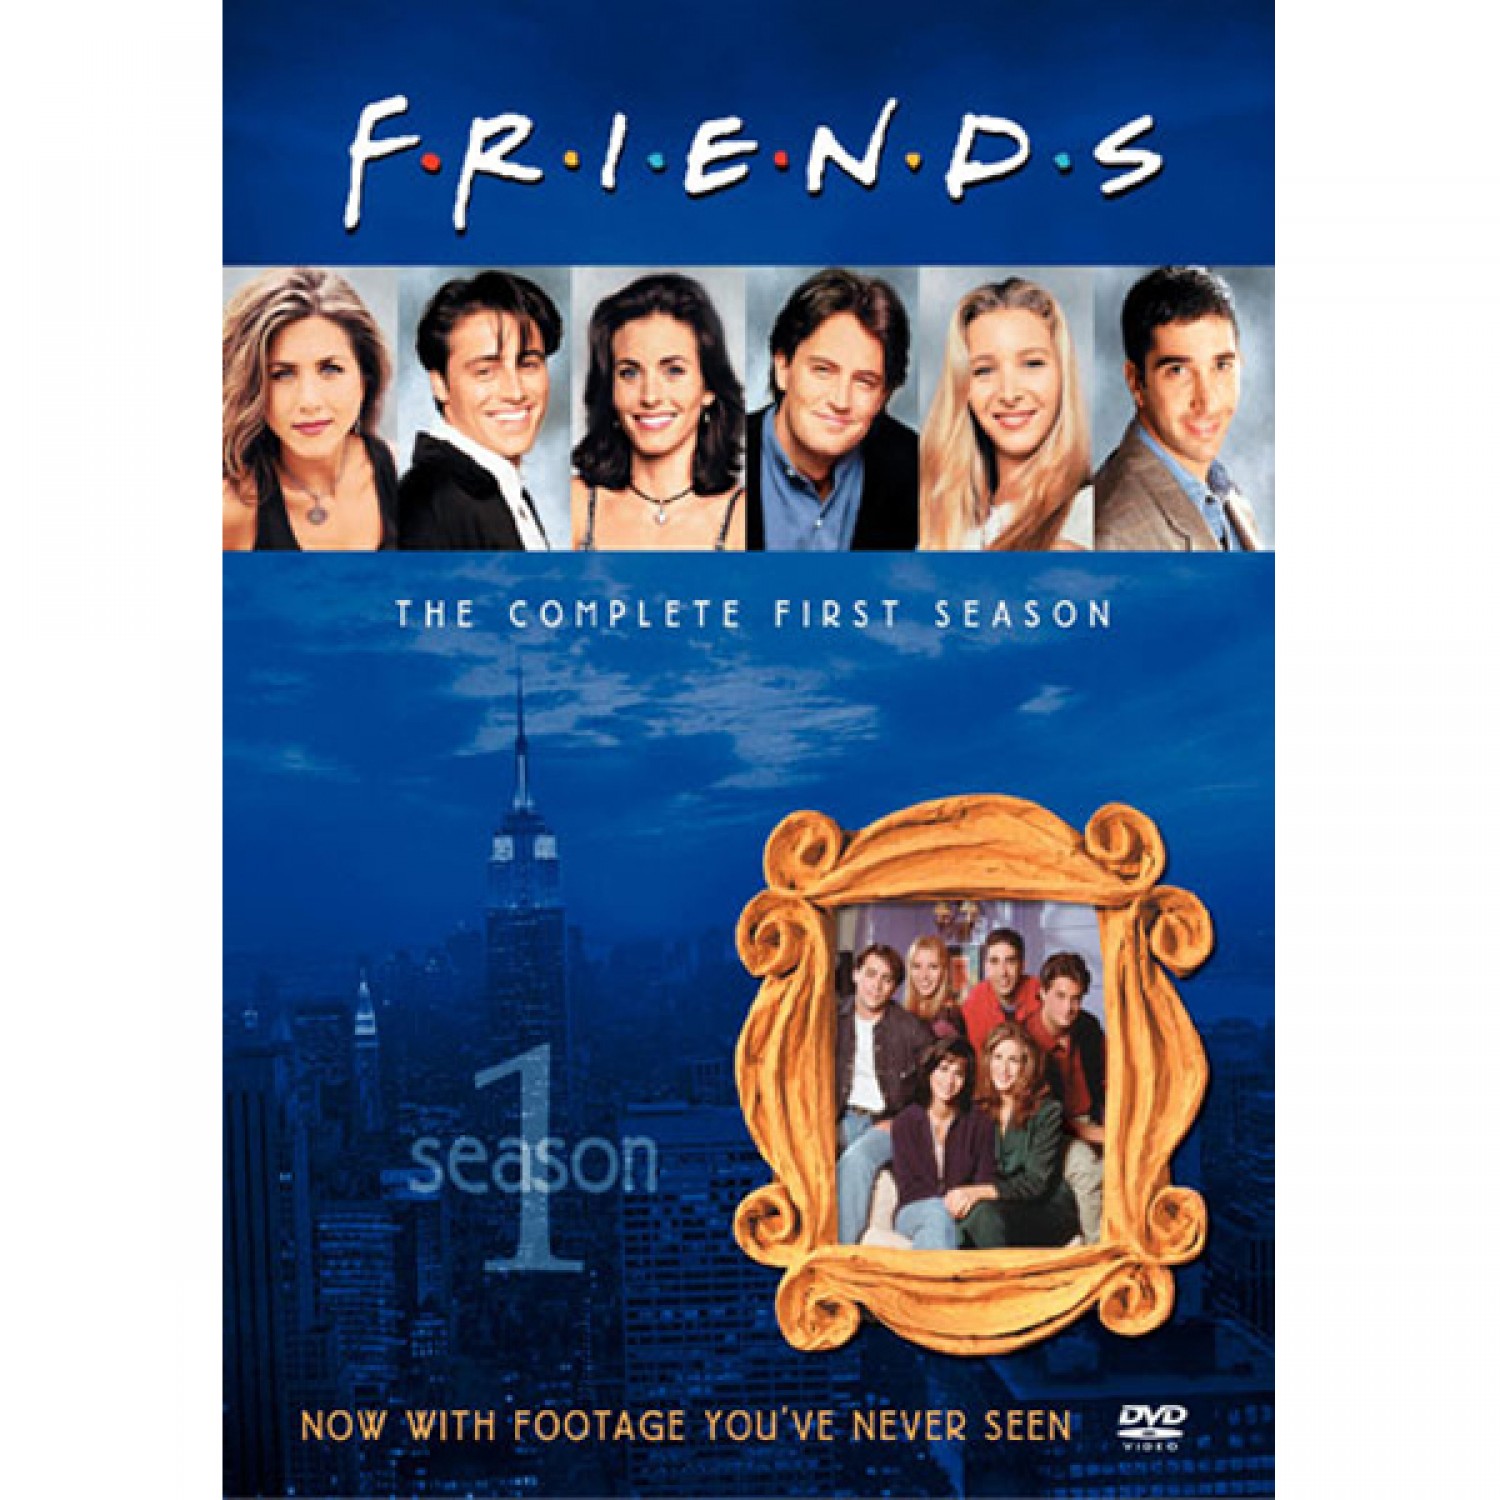 F·R·I·E·N·D·S
THE COMPLETE FIRST SEASON
1
season
NOW WITH FOOTAGE YOU'VE NEVER SEEN
DVD
VIDEO